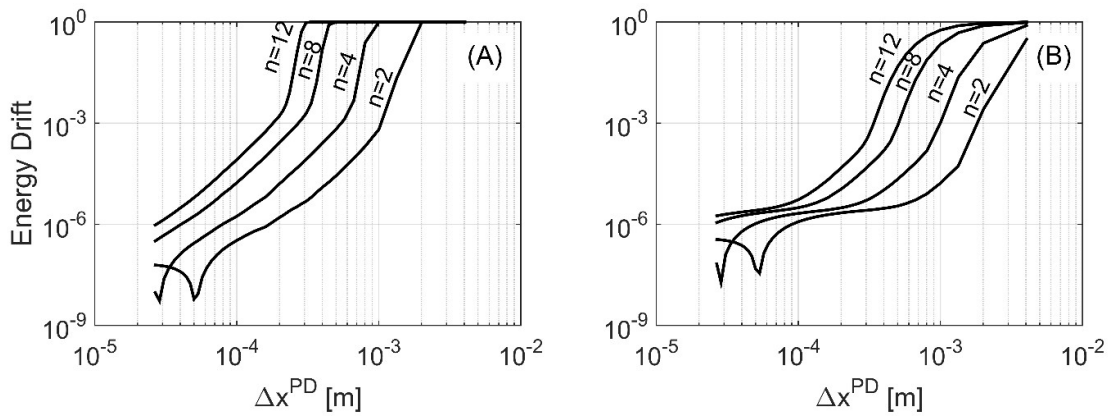 Energy Drift
10^0
10^-3
10^-6
10^-9
n=12
n=8
n=4
n=2
(A)
10^-5
10^-4
10^-3
10^-2
Δx^PD [m]
10^0
10^-3
10^-6
10^-9
n=12
n=8
n=4
n=2
(B)
10^-5
10^-4
10^-3
10^-2
Δx^PD [m]